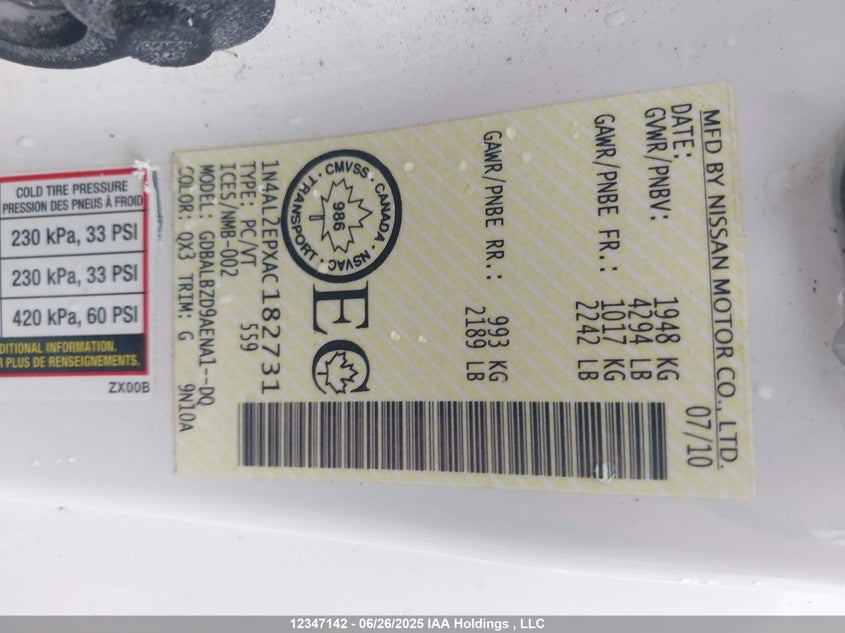 MFD BY NISSAN MOTOR CO., LTD.
DATE: 07/10
GVWR/PNBV: 1948 KG
4294 LB
GAWR/PNBE FR.: 1017 KG
2242 LB
GAWR/PNBE RR.: 993 KG
2189 LB
CANADA · NSVAC · TRANSPORT · CMVSS ·
986
T
EC
1N4AL2EPXAC182731
TYPE: PC/VT 559
ICES/NMB-002
MODEL: GDBALBZD9AENA1--DQ
COLOR: QX3 TRIM: G 9N10A
COLD TIRE PRESSURE
PRESSION DES PNEUS À FROID
230 kPa, 33 PSI
230 kPa, 33 PSI
420 kPa, 60 PSI
DITIONAL INFORMATION.
PLUS DE RENSEIGNEMENTS.
ZX00B
12347142 - 06/26/2025 IAA Holdings , LLC